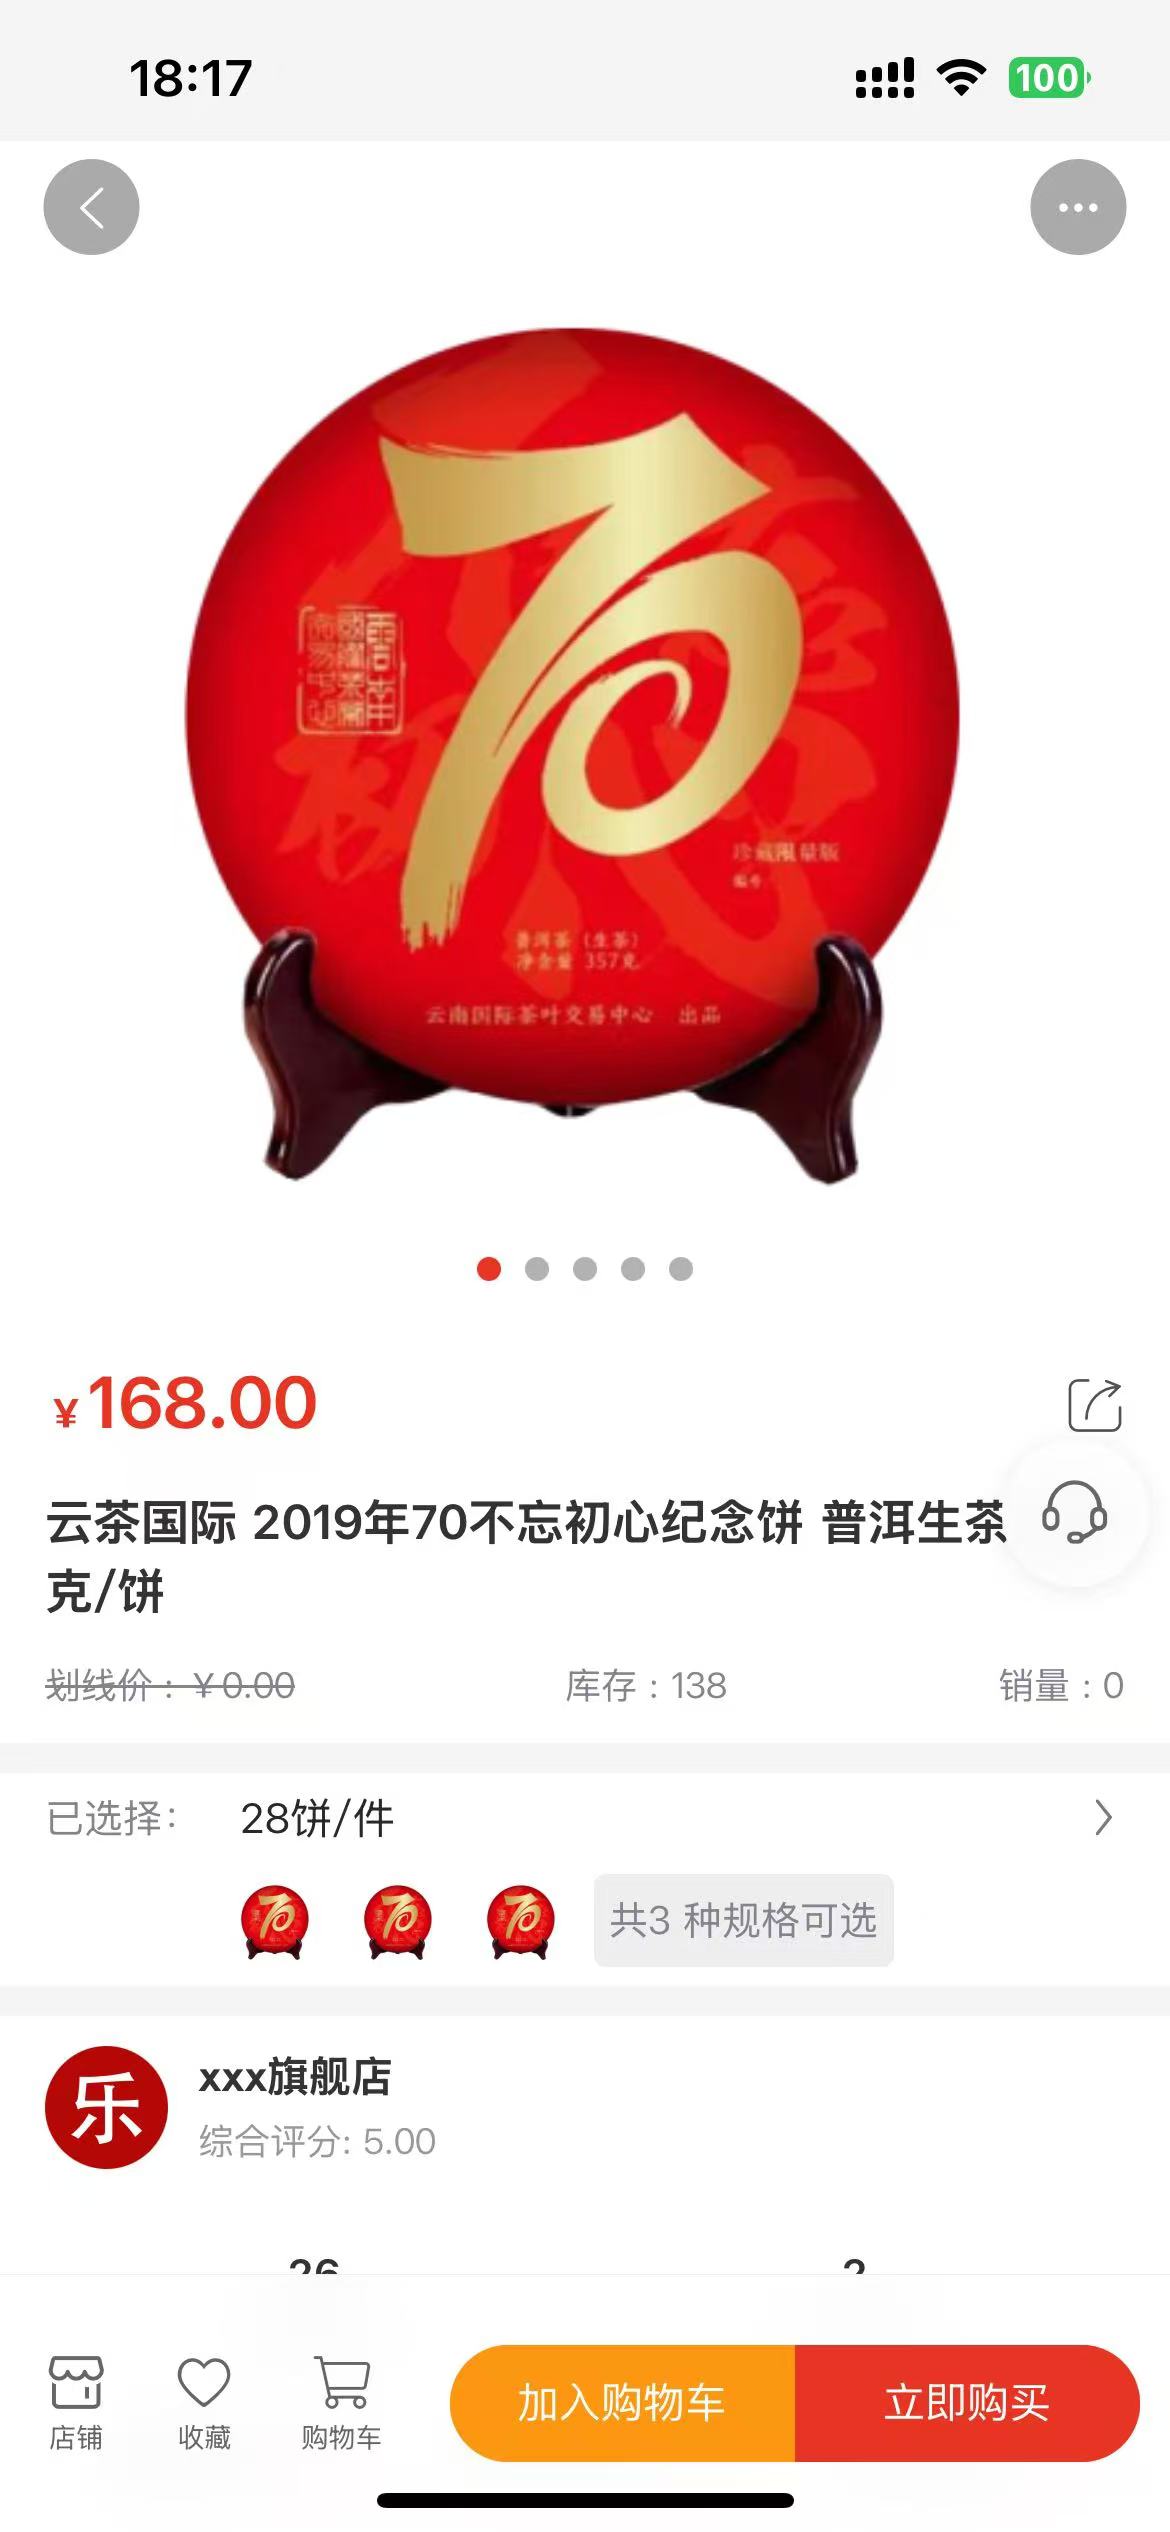 18:17
100
70
珍藏限量版
编号
普洱茶（生茶）
净含量 357克
云南国际茶叶交易中心 出品
¥168.00
云茶国际 2019年70不忘初心纪念饼 普洱生茶
克/饼
划线价：¥0.00 库存：138 销量：0
已选择： 28饼/件
共3 种规格可选
乐
xxx旗舰店
综合评分: 5.00
26 2
店铺 收藏 购物车 加入购物车 立即购买